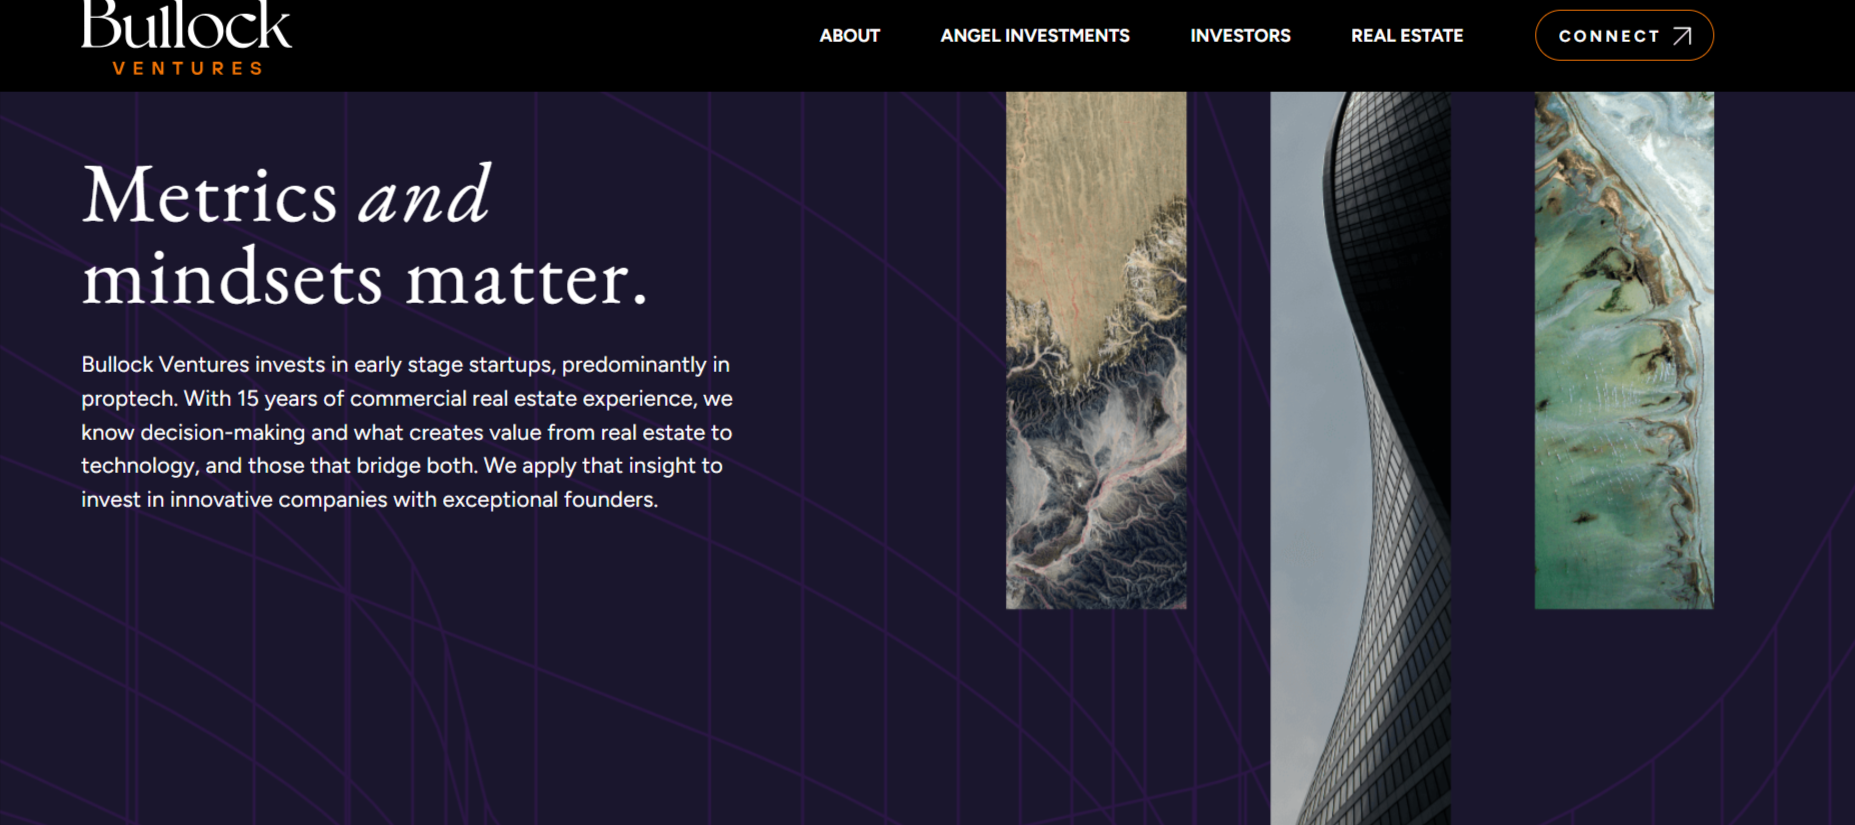 Bullock
VENTURES
ABOUT
ANGEL INVESTMENTS
INVESTORS
REAL ESTATE
CONNECT
Metrics and
mindsets matter.
Bullock Ventures invests in early stage startups, predominantly in
proptech. With 15 years of commercial real estate experience, we
know decision-making and what creates value from real estate to
technology, and those that bridge both. We apply that insight to
invest in innovative companies with exceptional founders.